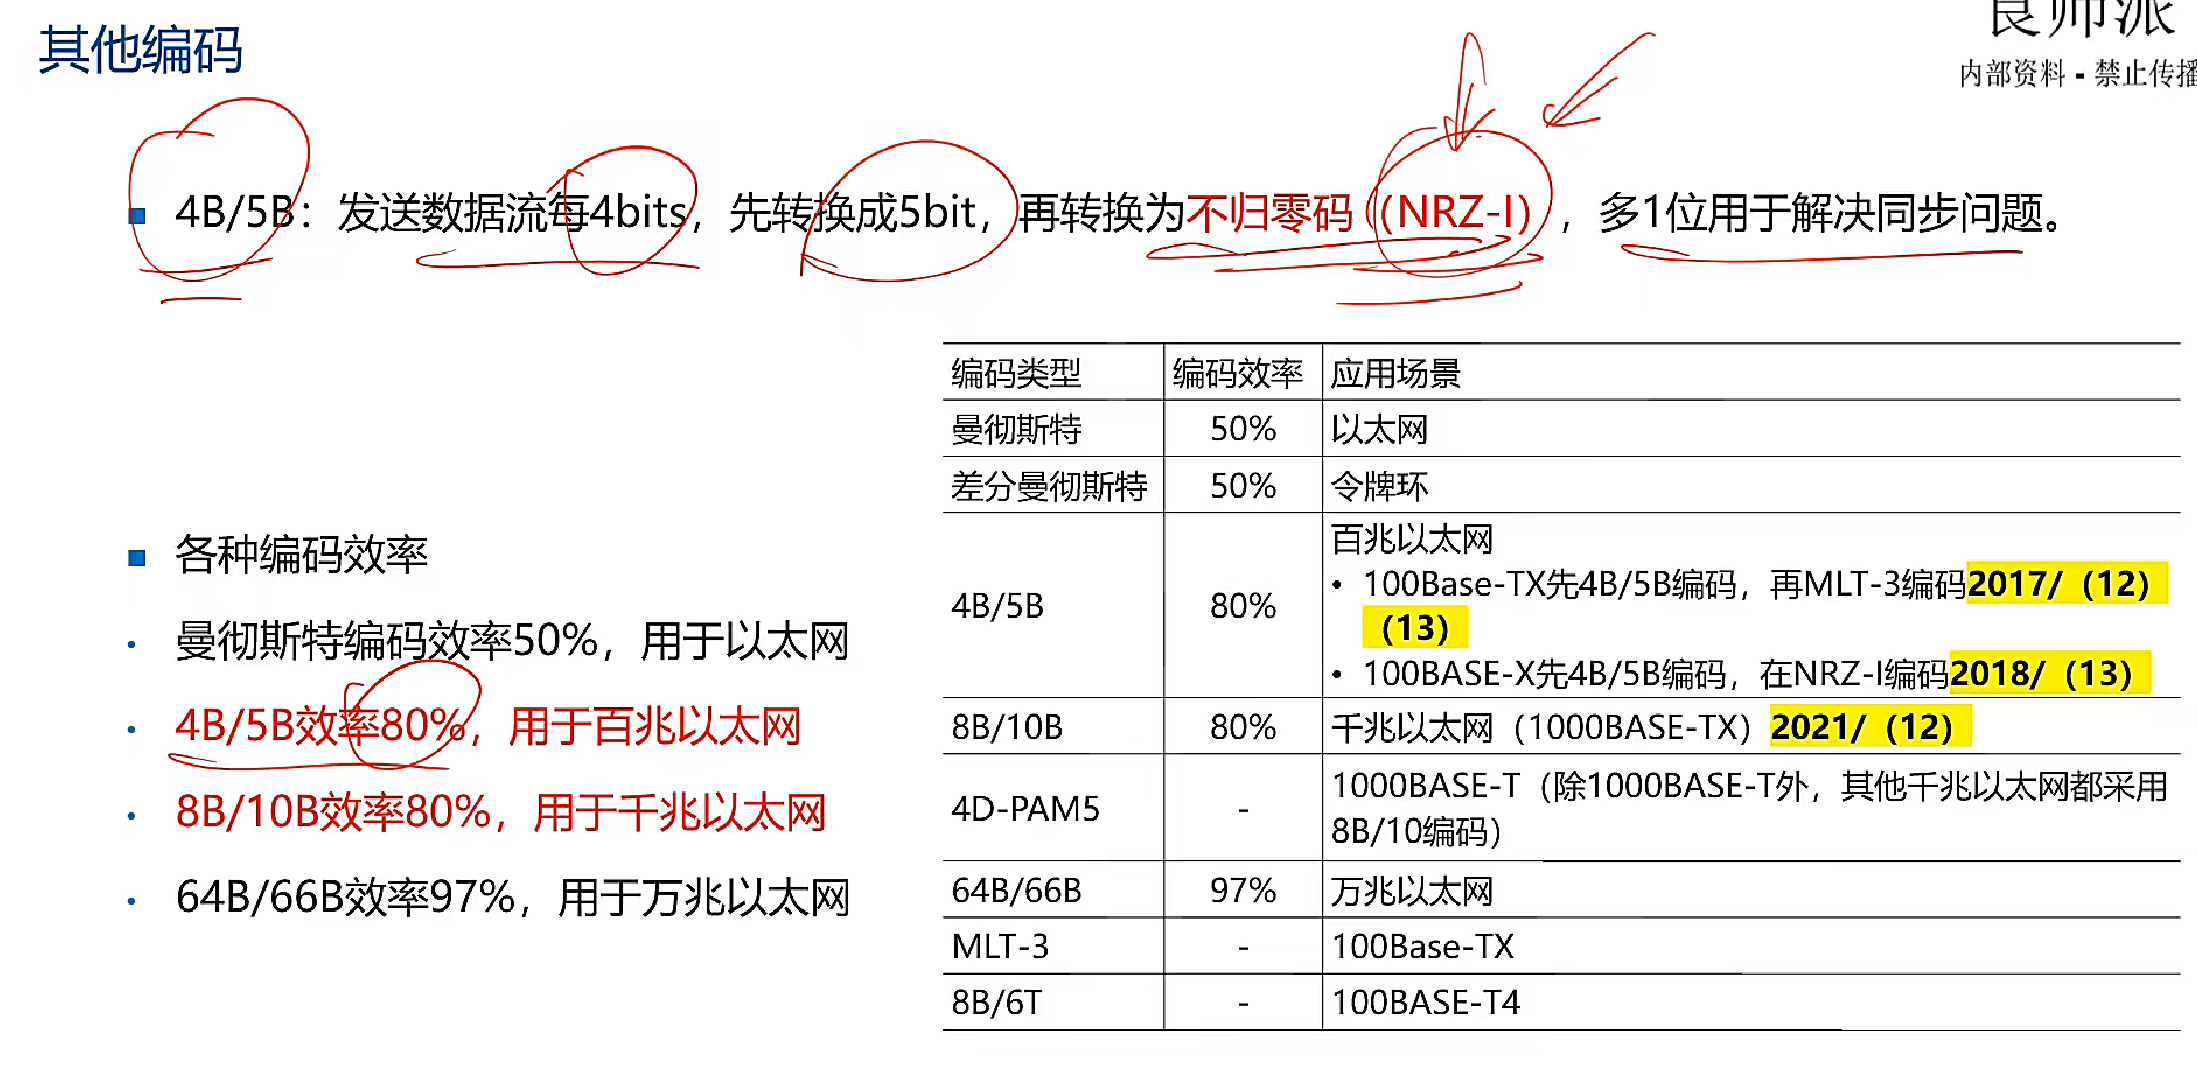 其他编码
良师派
内部资料 - 禁止传播
4B/5B：发送数据流每4bits，先转换成5bit，再转换为不归零码（(NRZ-I），多1位用于解决同步问题。
各种编码效率
曼彻斯特编码效率50%，用于以太网
4B/5B效率80%，用于百兆以太网
8B/10B效率80%，用于千兆以太网
64B/66B效率97%，用于万兆以太网
编码类型 编码效率 应用场景
曼彻斯特 50% 以太网
差分曼彻斯特 50% 令牌环
4B/5B 80% 百兆以太网
• 100Base-TX先4B/5B编码，再MLT-3编码2017/（12）
（13）
• 100BASE-X先4B/5B编码，在NRZ-I编码2018/（13）
8B/10B 80% 千兆以太网（1000BASE-TX）2021/（12）
4D-PAM5 - 1000BASE-T（除1000BASE-T外，其他千兆以太网都采用
8B/10编码）
64B/66B 97% 万兆以太网
MLT-3 - 100Base-TX
8B/6T - 100BASE-T4